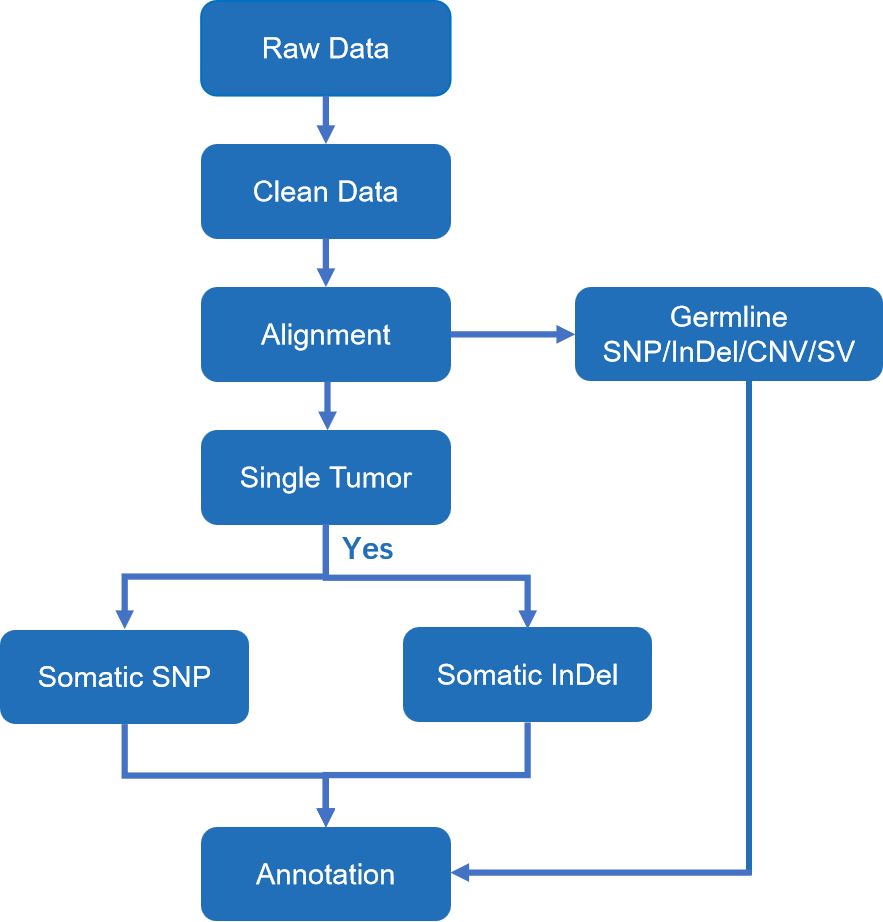 Raw Data
Clean Data
Alignment
Germline
SNP/InDel/CNV/SV
Single Tumor
Yes
Somatic SNP
Somatic InDel
Annotation